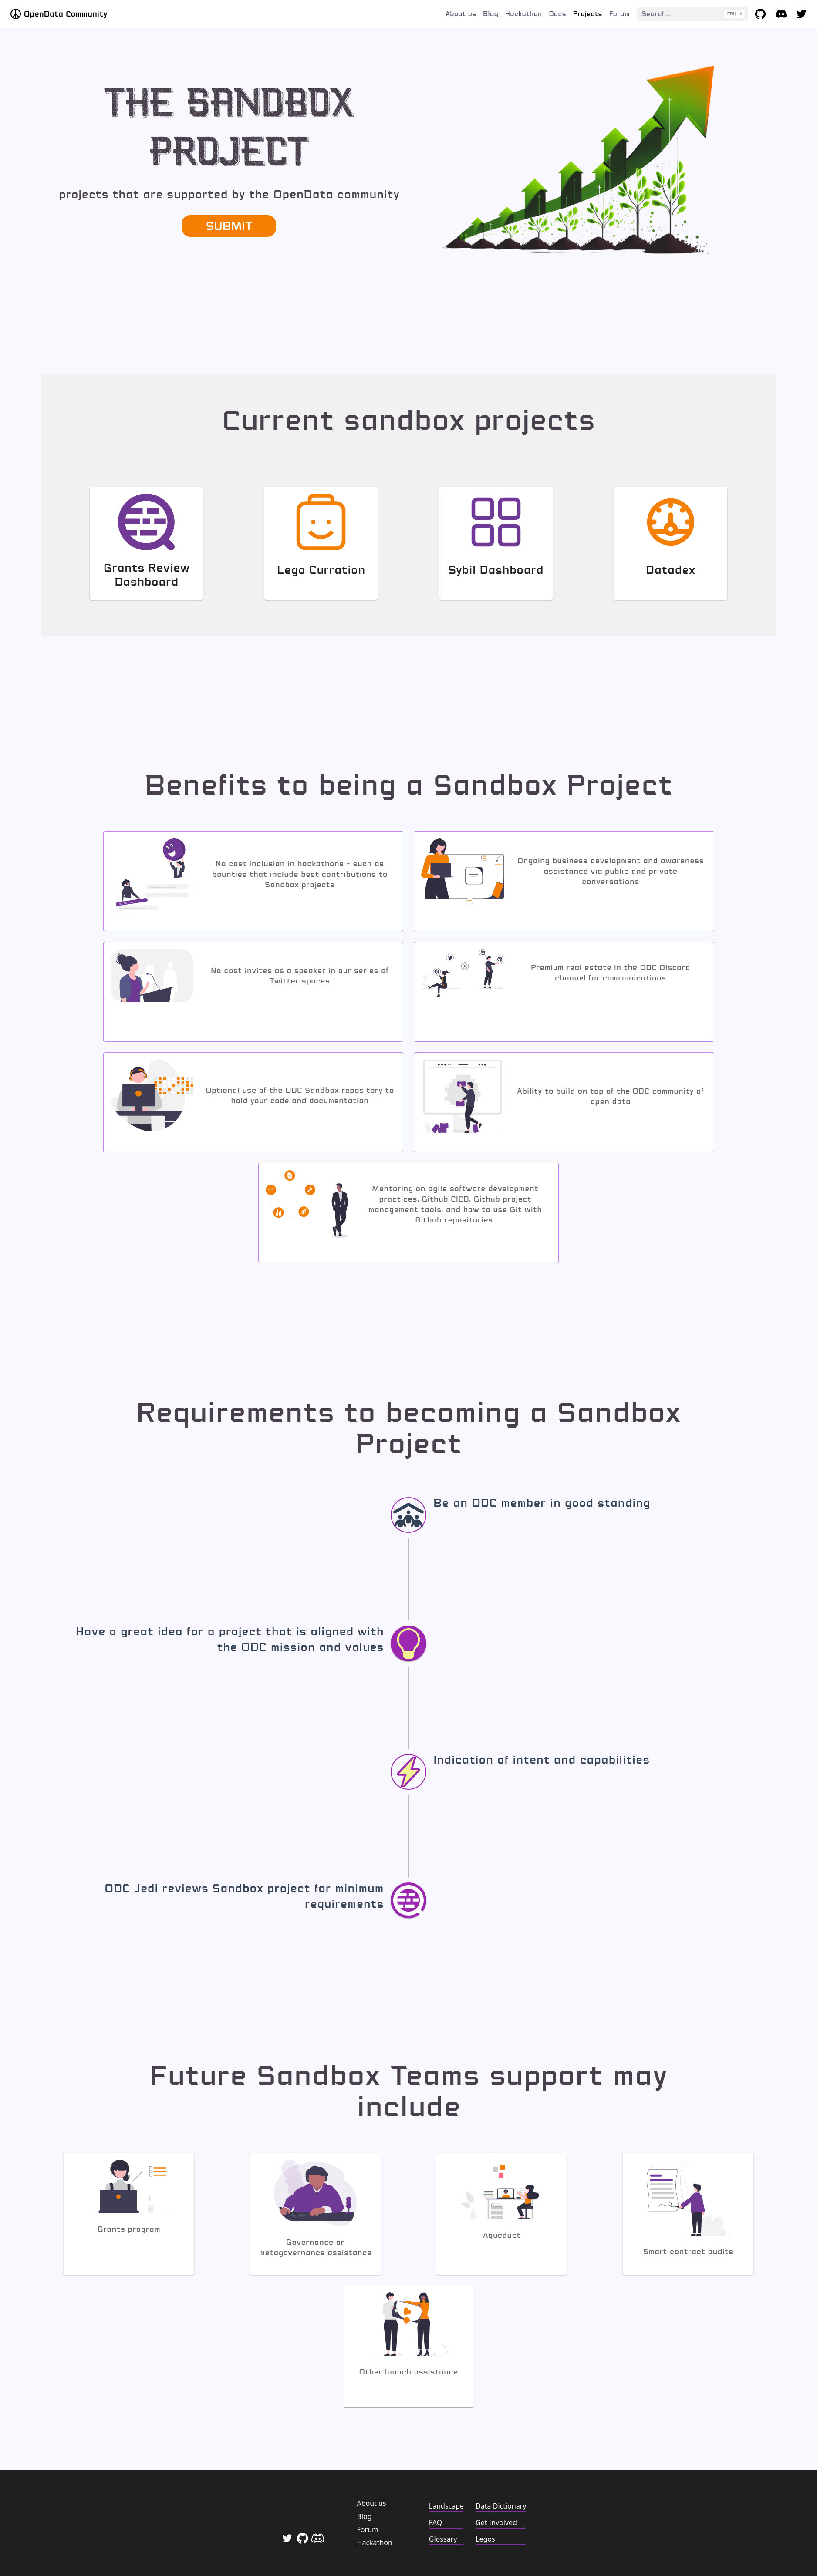 OpenData Community
About us
Blog
Hackathon
Docs
Projects
Forum
Search...
CTRL K
THE SANDBOX
PROJECT
projects that are supported by the OpenData community
SUBMIT
Current sandbox projects
Grants Review
Dashboard
Lego Curration
Sybil Dashboard
Datadex
Benefits to being a Sandbox Project
No cost inclusion in hackathons - such as
bounties that include best contributions to
Sandbox projects
Ongoing business development and awareness
assistance via public and private
conversations
No cost invites as a speaker in our series of
Twitter spaces
Premium real estate in the ODC Discord
channel for communications
Optional use of the ODC Sandbox repository to
hold your code and documentation
Ability to build on top of the ODC community of
open data
Mentoring on agile software development
practices, Github CICD, Github project
management tools, and how to use Git with
Github repositories.
Requirements to becoming a Sandbox
Project
Be an ODC member in good standing
Have a great idea for a project that is aligned with
the ODC mission and values
Indication of intent and capabilities
ODC Jedi reviews Sandbox project for minimum
requirements
Future Sandbox Teams support may
include
Grants program
Governance or
metagovernance assistance
Aqueduct
Smart contract audits
Other launch assistance
About us
Blog
Forum
Hackathon
Landscape
FAQ
Glossary
Data Dictionary
Get Involved
Legos